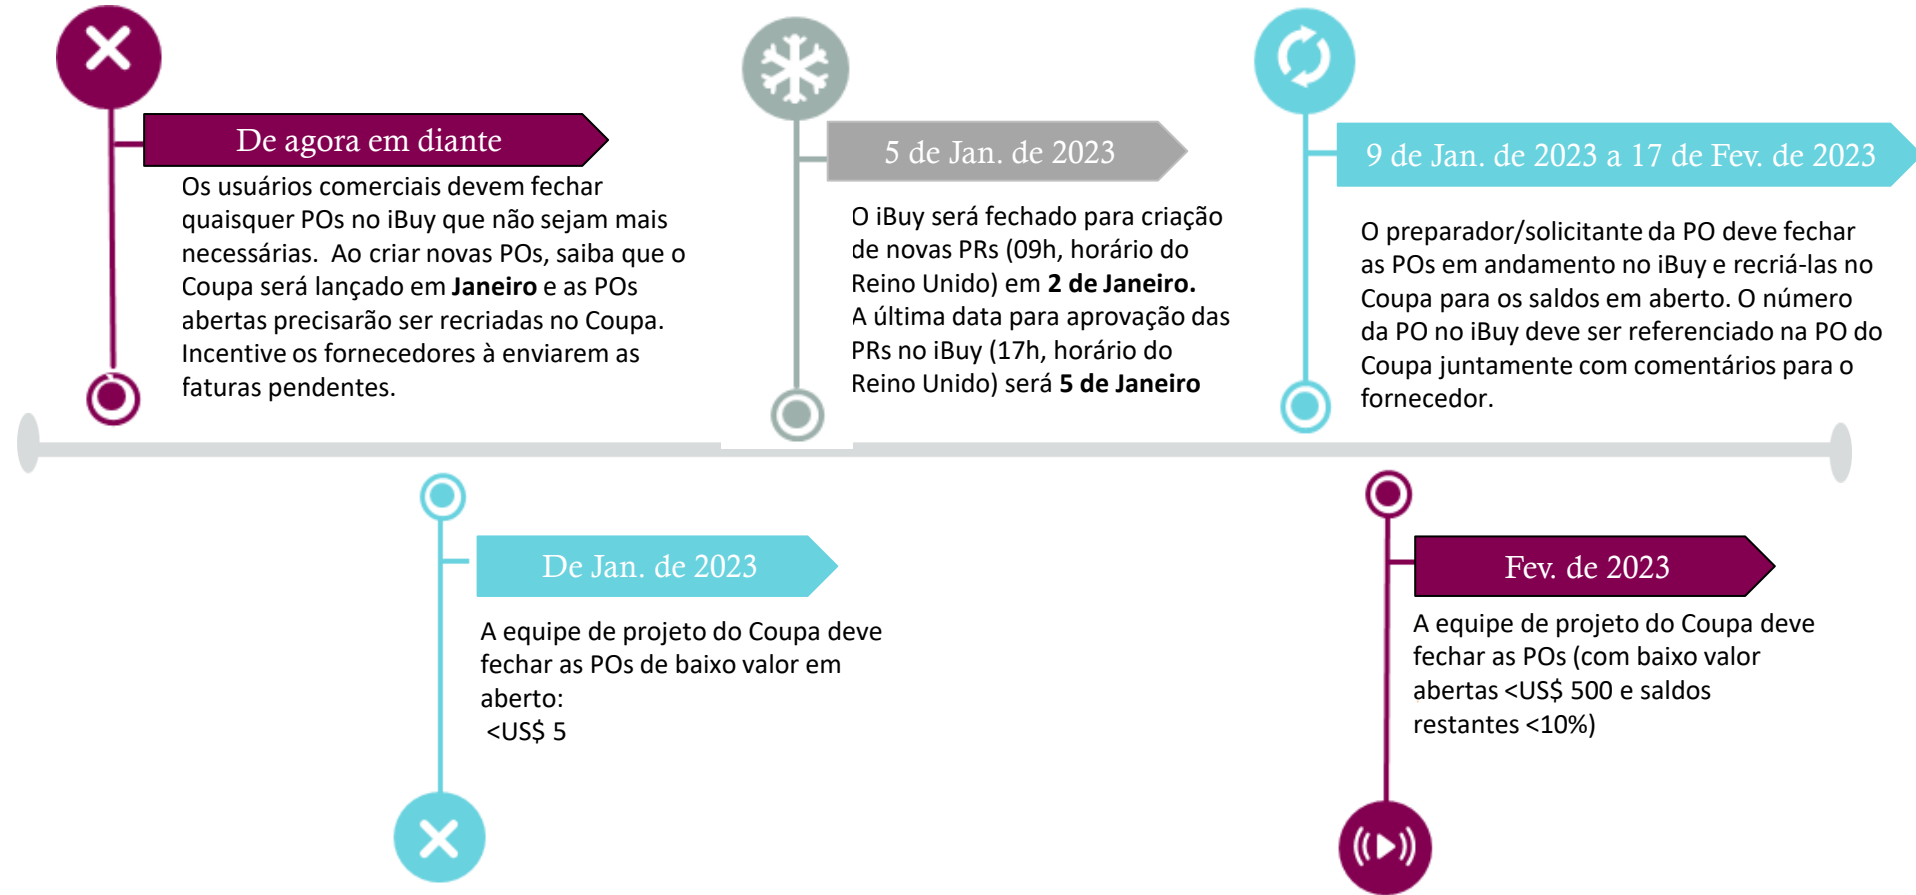 De agora em diante
Os usuários comerciais devem fechar
quaisquer POs no iBuy que não sejam mais
necessárias.  Ao criar novas POs, saiba que o
Coupa será lançado em Janeiro e as POs
abertas precisarão ser recriadas no Coupa.
Incentive os fornecedores à enviarem as
faturas pendentes.
5 de Jan. de 2023
O iBuy será fechado para criação
de novas PRs (09h, horário do
Reino Unido) em 2 de Janeiro.
A última data para aprovação das
PRs no iBuy (17h, horário do
Reino Unido) será 5 de Janeiro
9 de Jan. de 2023 a 17 de Fev. de 2023
O preparador/solicitante da PO deve fechar
as POs em andamento no iBuy e recriá-las no
Coupa para os saldos em aberto. O número
da PO no iBuy deve ser referenciado na PO do
Coupa juntamente com comentários para o
fornecedor.
De Jan. de 2023
A equipe de projeto do Coupa deve
fechar as POs de baixo valor em
aberto:
<US$ 5
Fev. de 2023
A equipe de projeto do Coupa deve
fechar as POs (com baixo valor
abertas <US$ 500 e saldos
restantes <10%)